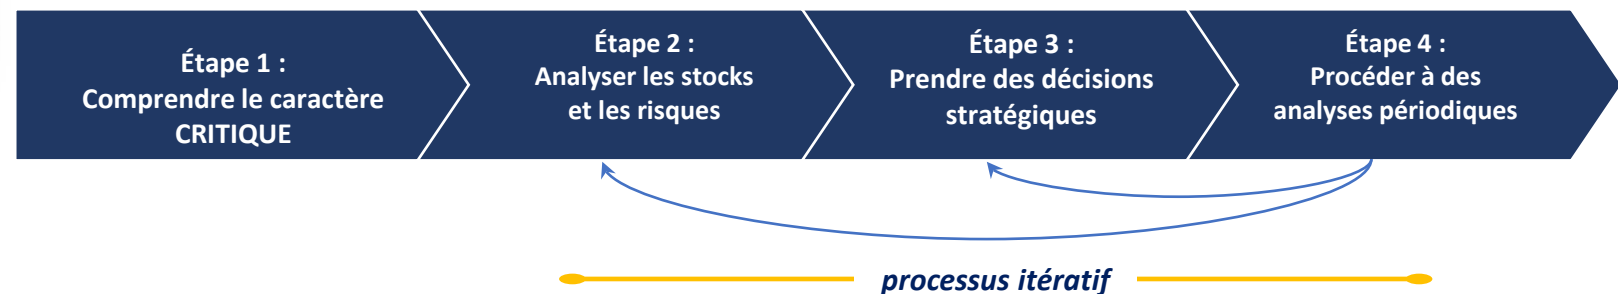 Étape 1 :
Comprendre le caractère
CRITIQUE
Étape 2 :
Analyser les stocks
et les risques
Étape 3 :
Prendre des décisions
stratégiques
Étape 4 :
Procéder à des
analyses périodiques
processus itératif